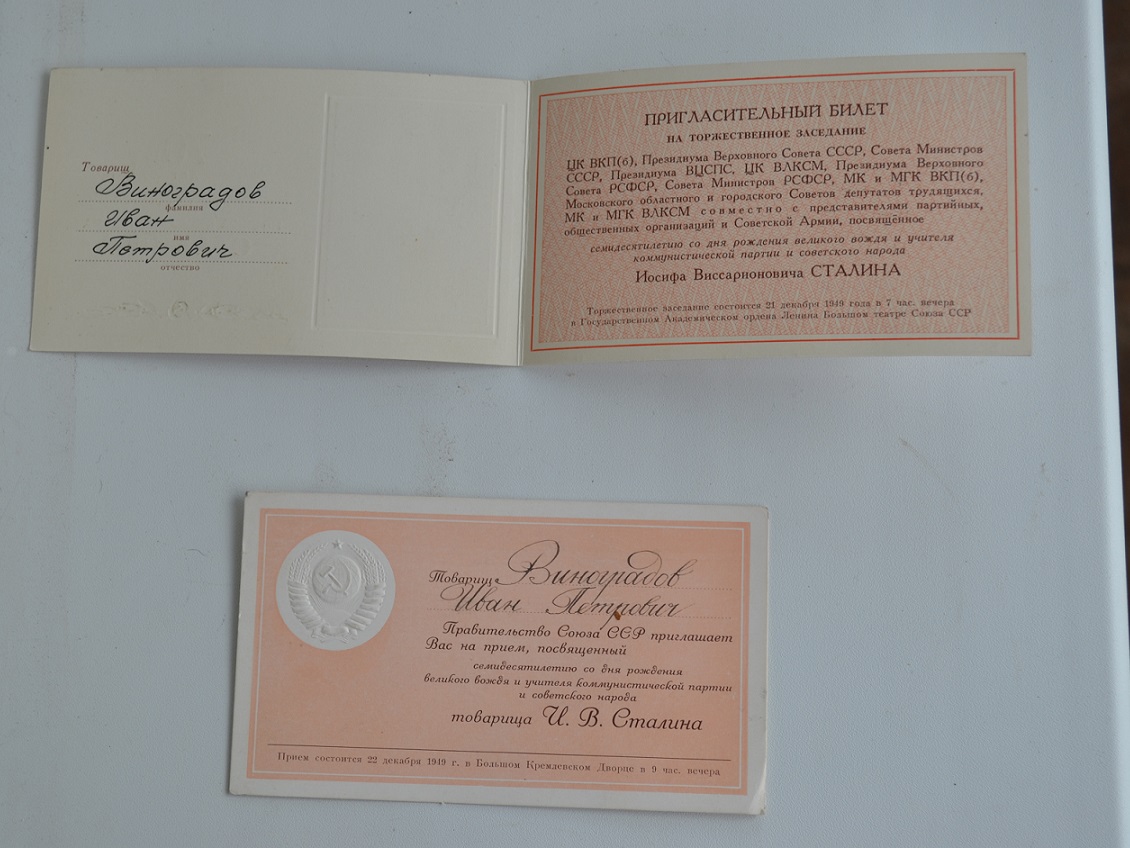 Товарищ
Виноградов
фамилия
Иван
имя
Петрович
отчество
ПРИГЛАСИТЕЛЬНЫЙ БИЛЕТ
НА ТОРЖЕСТВЕННОЕ ЗАСЕДАНИЕ
ЦК ВКП(б), Президиума Верховного Совета СССР, Совета Министров
СССР, Президиума ВЦСПС, ЦК ВЛКСМ, Президиума Верховного
Совета РСФСР, Совета Министров РСФСР, МК и МГК ВКП(б),
Московского областного и городского Советов депутатов трудящихся,
МК и МГК ВЛКСМ совместно с представителями партийных,
общественных организаций и Советской Армии, посвящённое
семидесятилетию со дня рождения великого вождя и учителя
коммунистической партии и советского народа
Иосифа Виссарионовича СТАЛИНА
Торжественное заседание состоится 21 декабря 1949 года в 7 час. вечера
в Государственном Академическом ордена Ленина Большом театре Союза ССР
Товарищ Виноградов
Иван Петрович
Правительство Союза ССР приглашает
Вас на прием, посвященный
семидесятилетию со дня рождения
великого вождя и учителя коммунистической партии
и советского народа
товарища И. В. Сталина
Прием состоится 22 декабря 1949 г. в Большом Кремлевском Дворце в 9 час. вечера